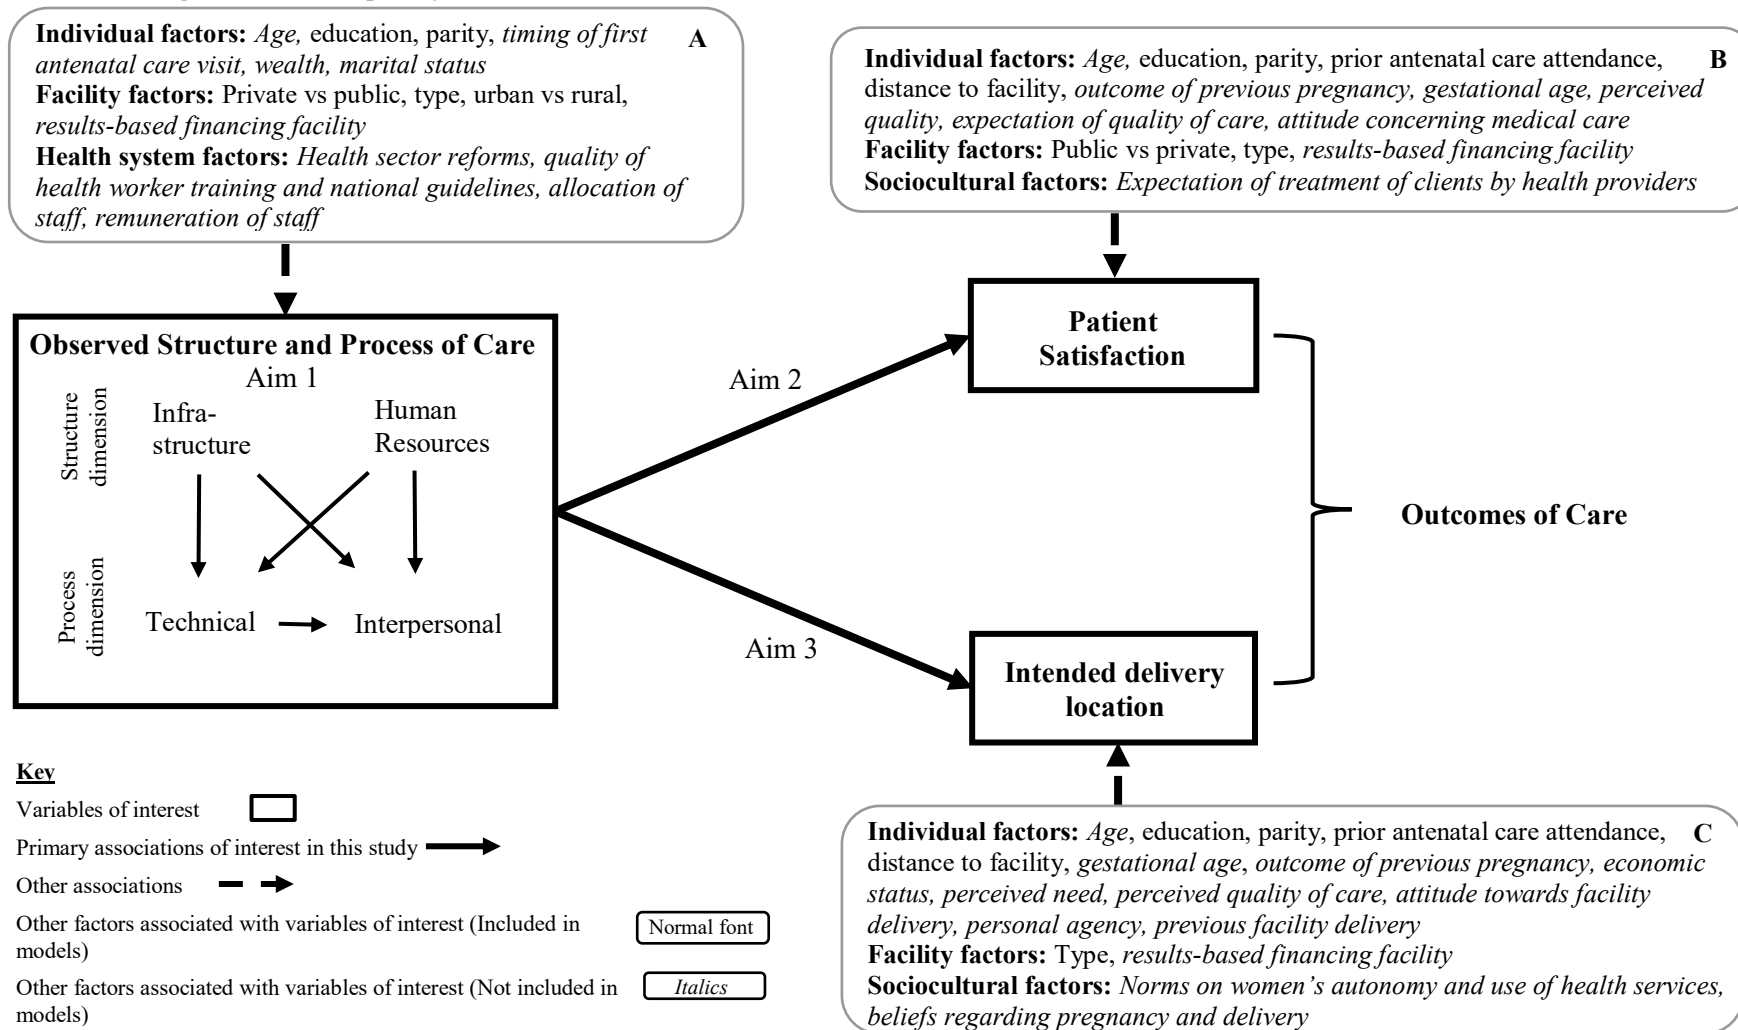 Individual factors: Age, education, parity, timing of first
antenatal care visit, wealth, marital status
Facility factors: Private vs public, type, urban vs rural,
results-based financing facility
Health system factors: Health sector reforms, quality of
health worker training and national guidelines, allocation of
staff, remuneration of staff
A
Individual factors: Age, education, parity, prior antenatal care attendance,
distance to facility, outcome of previous pregnancy, gestational age, perceived
quality, expectation of quality of care, attitude concerning medical care
Facility factors: Public vs private, type, results-based financing facility
Sociocultural factors: Expectation of treatment of clients by health providers
B
Observed Structure and Process of Care
Aim 1
Structure
dimension
Infra-
structure
Human
Resources
Process
dimension
Technical
Interpersonal
Aim 2
Aim 3
Patient
Satisfaction
Intended delivery
location
Outcomes of Care
Key
Variables of interest
Primary associations of interest in this study
Other associations
Other factors associated with variables of interest (Included in
models)
Normal font
Other factors associated with variables of interest (Not included in
models)
Italics
Individual factors: Age, education, parity, prior antenatal care attendance,
distance to facility, gestational age, outcome of previous pregnancy, economic
status, perceived need, perceived quality of care, attitude towards facility
delivery, personal agency, previous facility delivery
Facility factors: Type, results-based financing facility
Sociocultural factors: Norms on women's autonomy and use of health services,
beliefs regarding pregnancy and delivery
C